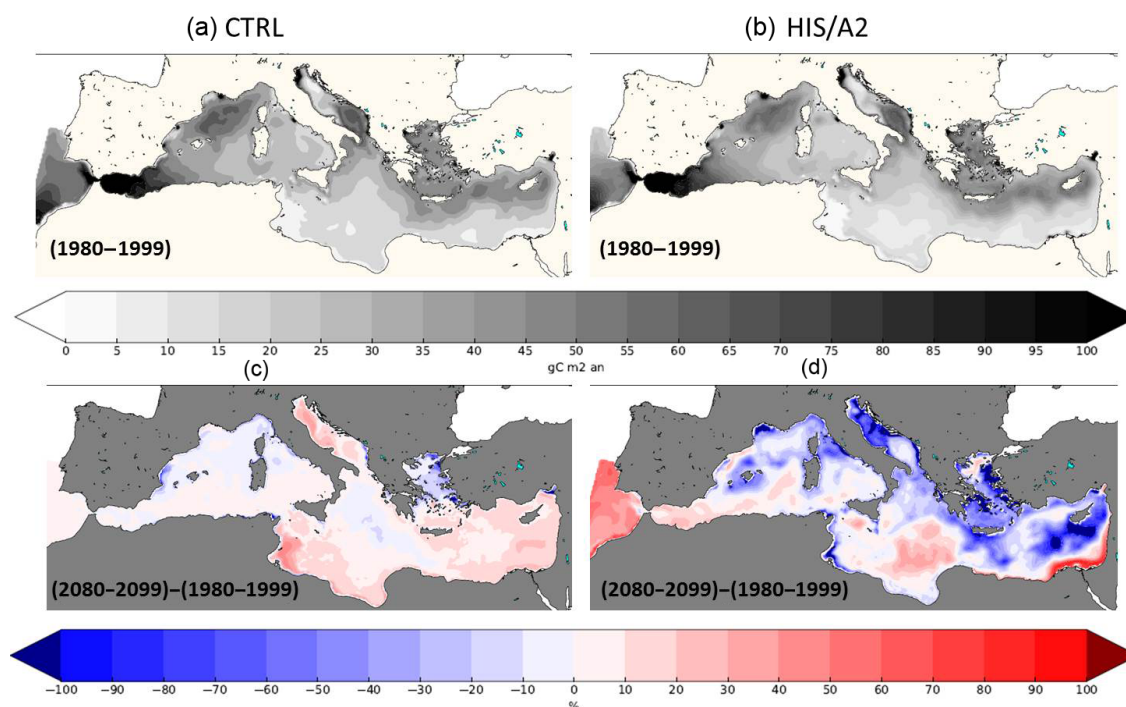 (a) CTRL
(b) HIS/A2
(1980–1999)
(1980–1999)
0 5 10 15 20 25 30 35 40 45 50 55 60 65 70 75 80 85 90 95 100
gC m2 an
(c)
(d)
(2080–2099)–(1980–1999)
(2080–2099)–(1980–1999)
−100 −90 −80 −70 −60 −50 −40 −30 −20 −10 0 10 20 30 40 50 60 70 80 90 100
%